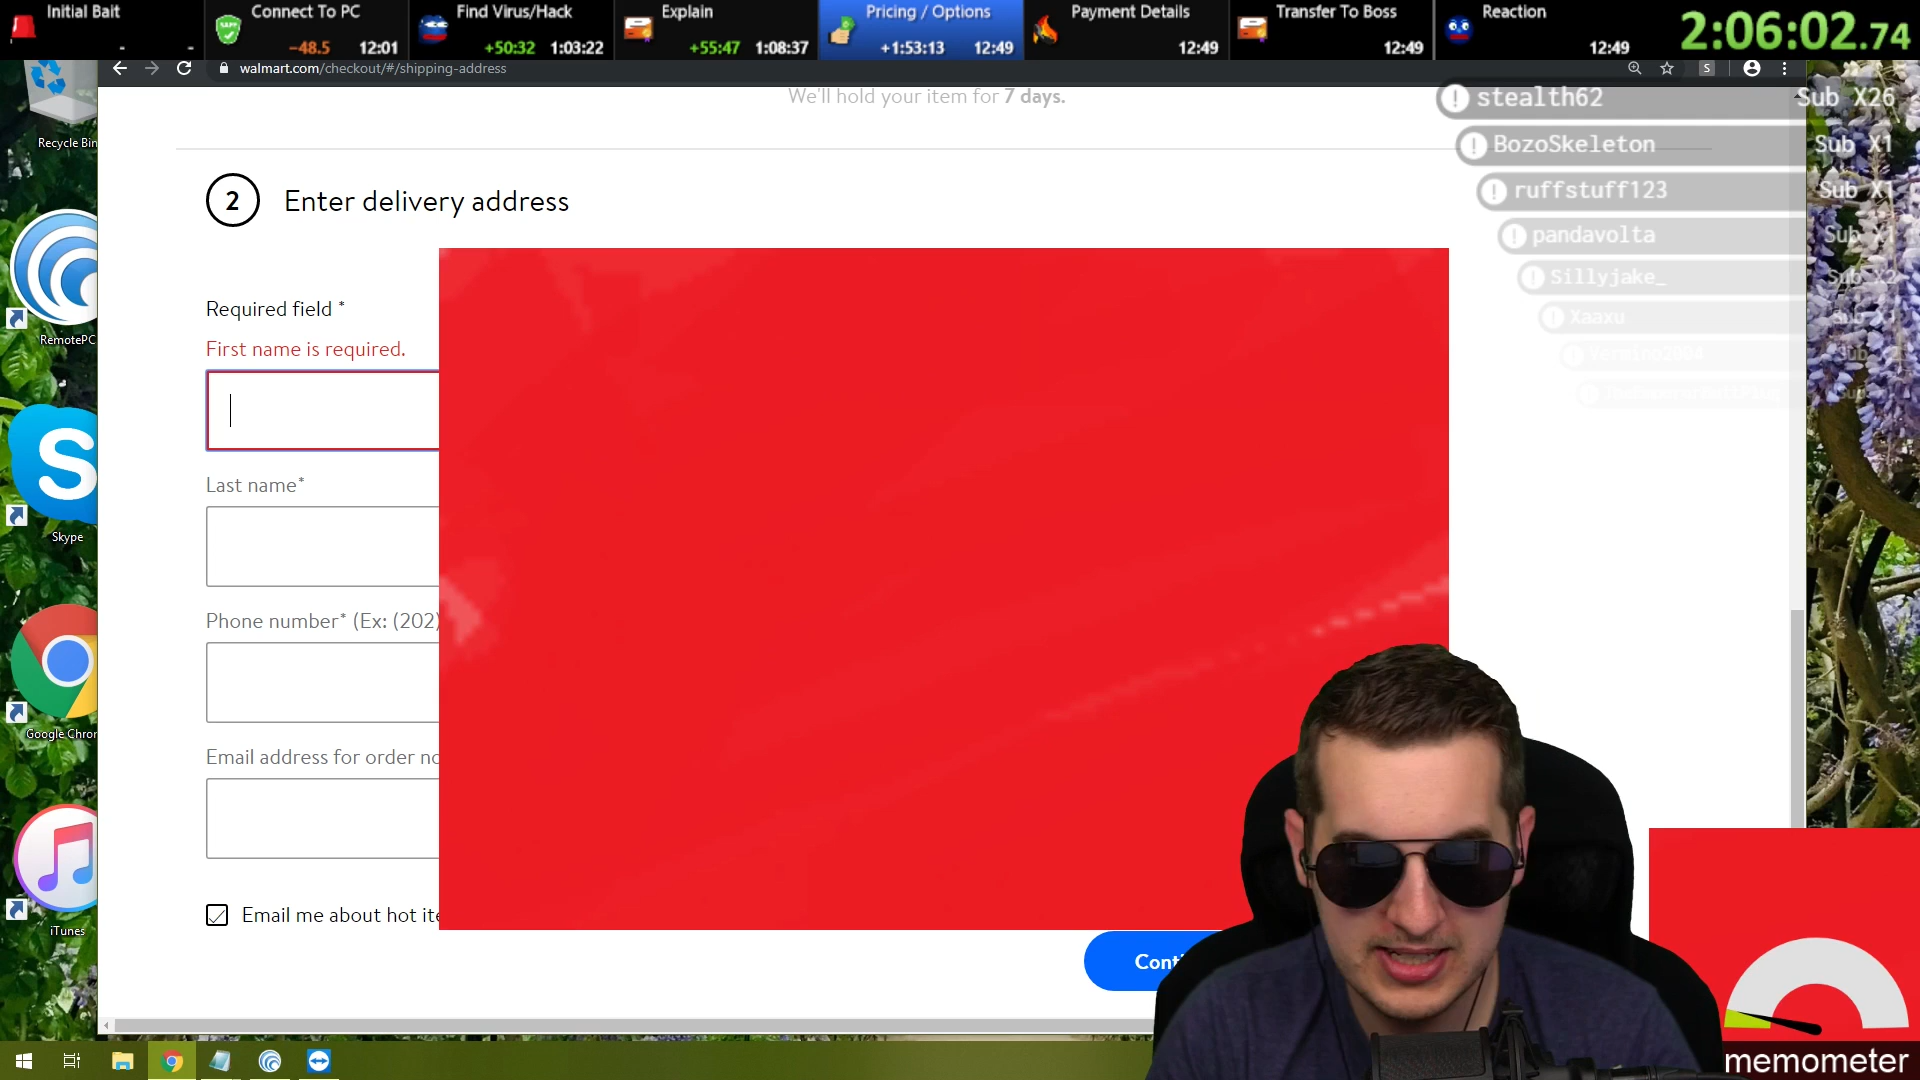 Initial Bait
-
-
Connect To PC
-48.5 12:01
Find Virus/Hack
+50:32 1:03:22
Explain
+55:47 1:08:37
Pricing / Options
+1:53:13 12:49
Payment Details
12:49
Transfer To Boss
12:49
Reaction
12:49
2:06:02.74
walmart.com/checkout/#/shipping-address
S
We'll hold your item for 7 days.
stealth62 Sub X26
BozoSkeleton Sub X1
ruffstuff123 Sub X1
pandavolta Sub X1
Sillyjake_ Sub X2
Xaaxu Sub X1
Recycle Bin
RemotePC
S
Skype
Google Chrom
iTunes
2 Enter delivery address
Required field *
First name is required.
Last name*
Phone number* (Ex: (202)
Email address for order no
Email me about hot ite
Conti
memometer